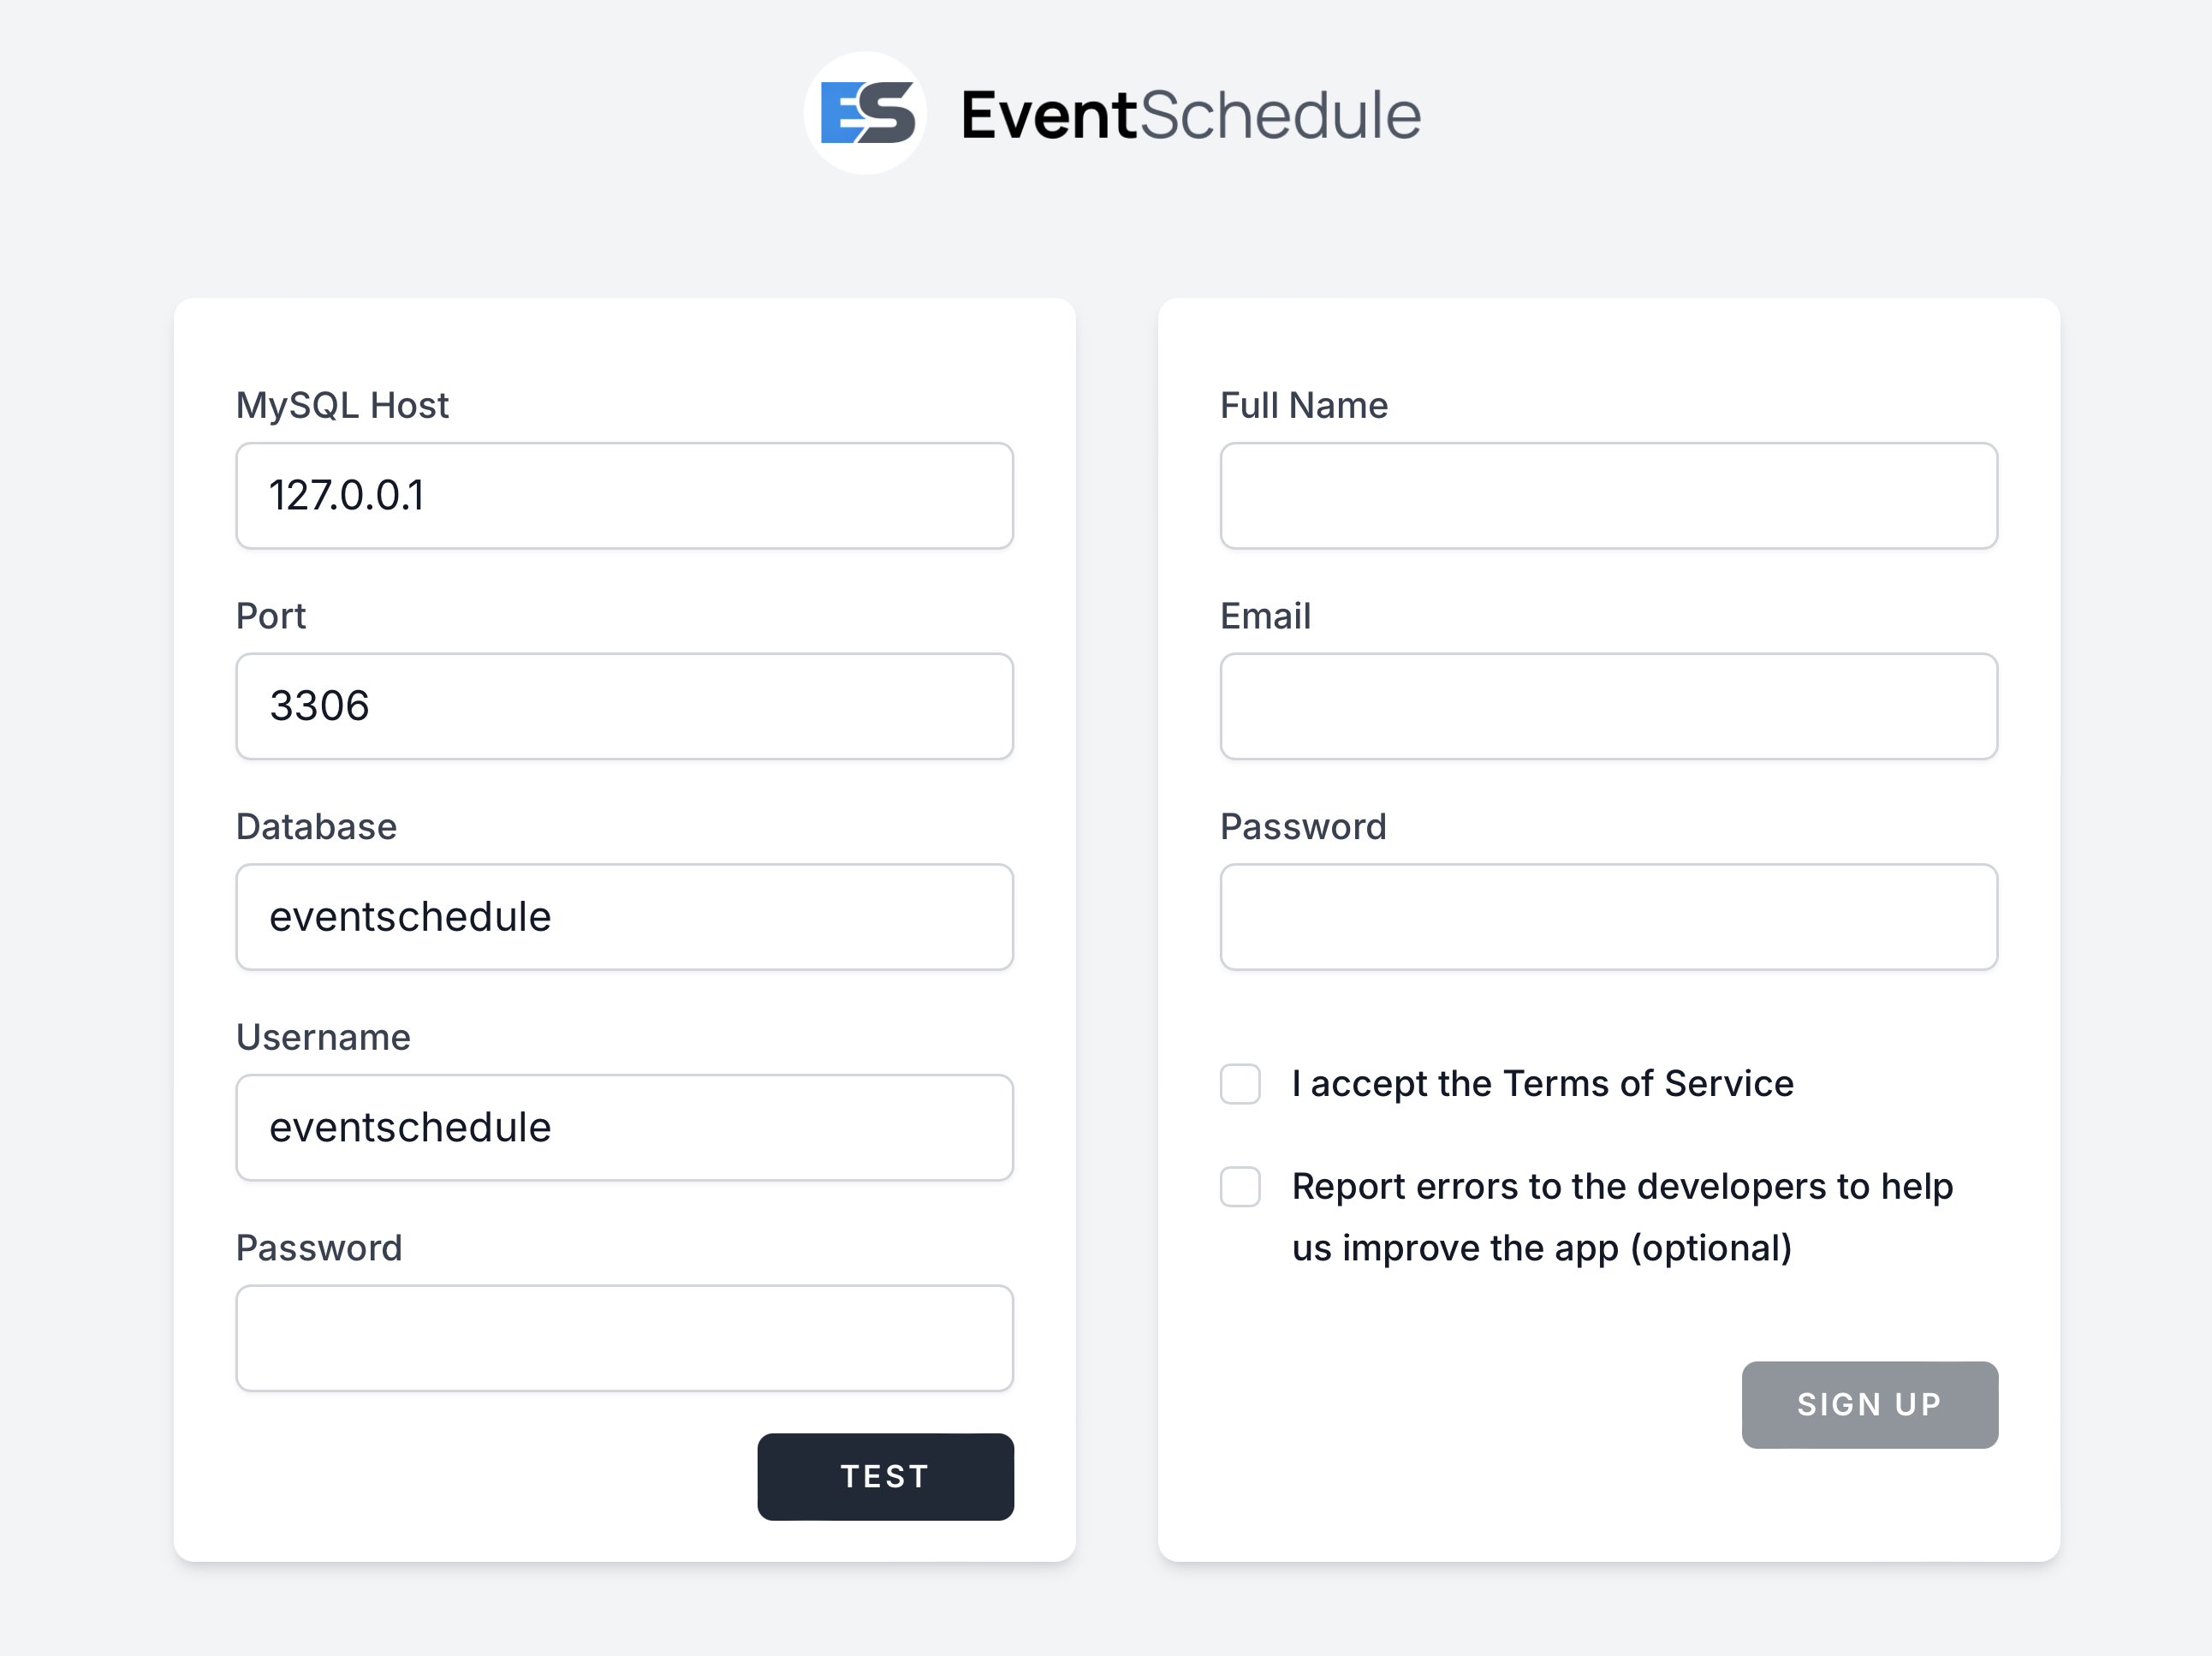 ES EventSchedule
MySQL Host
127.0.0.1
Port
3306
Database
eventschedule
Username
eventschedule
Password
TEST
Full Name
Email
Password
I accept the Terms of Service
Report errors to the developers to help
us improve the app (optional)
SIGN UP